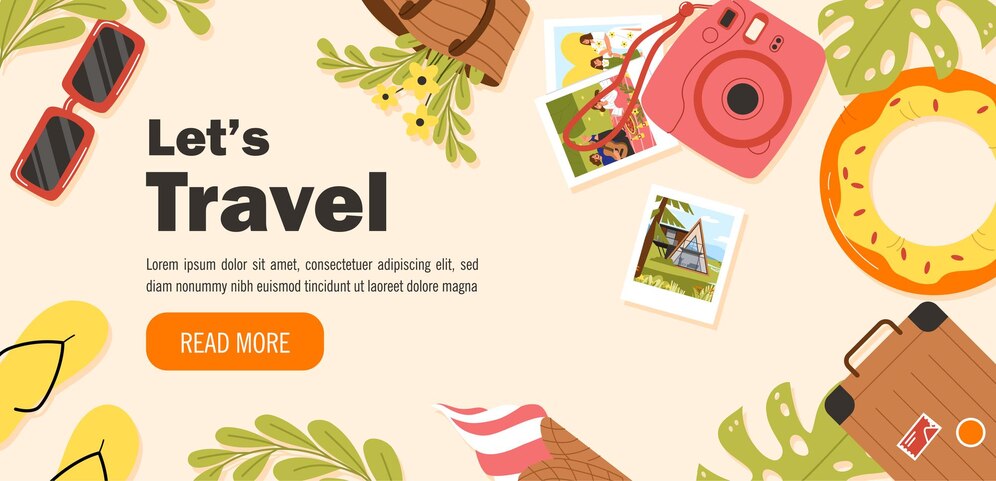 Let's
Travel
Lorem ipsum dolor sit amet, consectetuer adipiscing elit, sed
diam nonummy nibh euismod tincidunt ut laoreet dolore magna
READ MORE